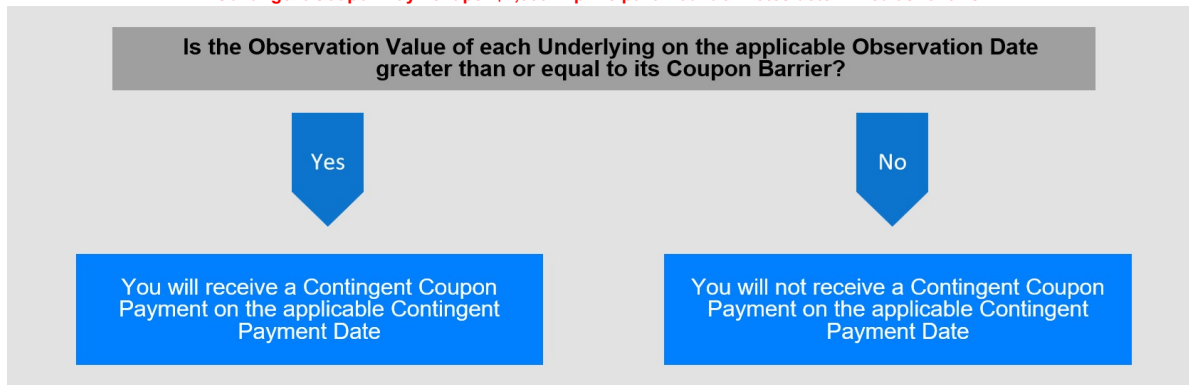 Is the Observation Value of each Underlying on the applicable Observation Date
greater than or equal to its Coupon Barrier?
Yes
No
You will receive a Contingent Coupon
Payment on the applicable Contingent
Payment Date
You will not receive a Contingent Coupon
Payment on the applicable Contingent
Payment Date